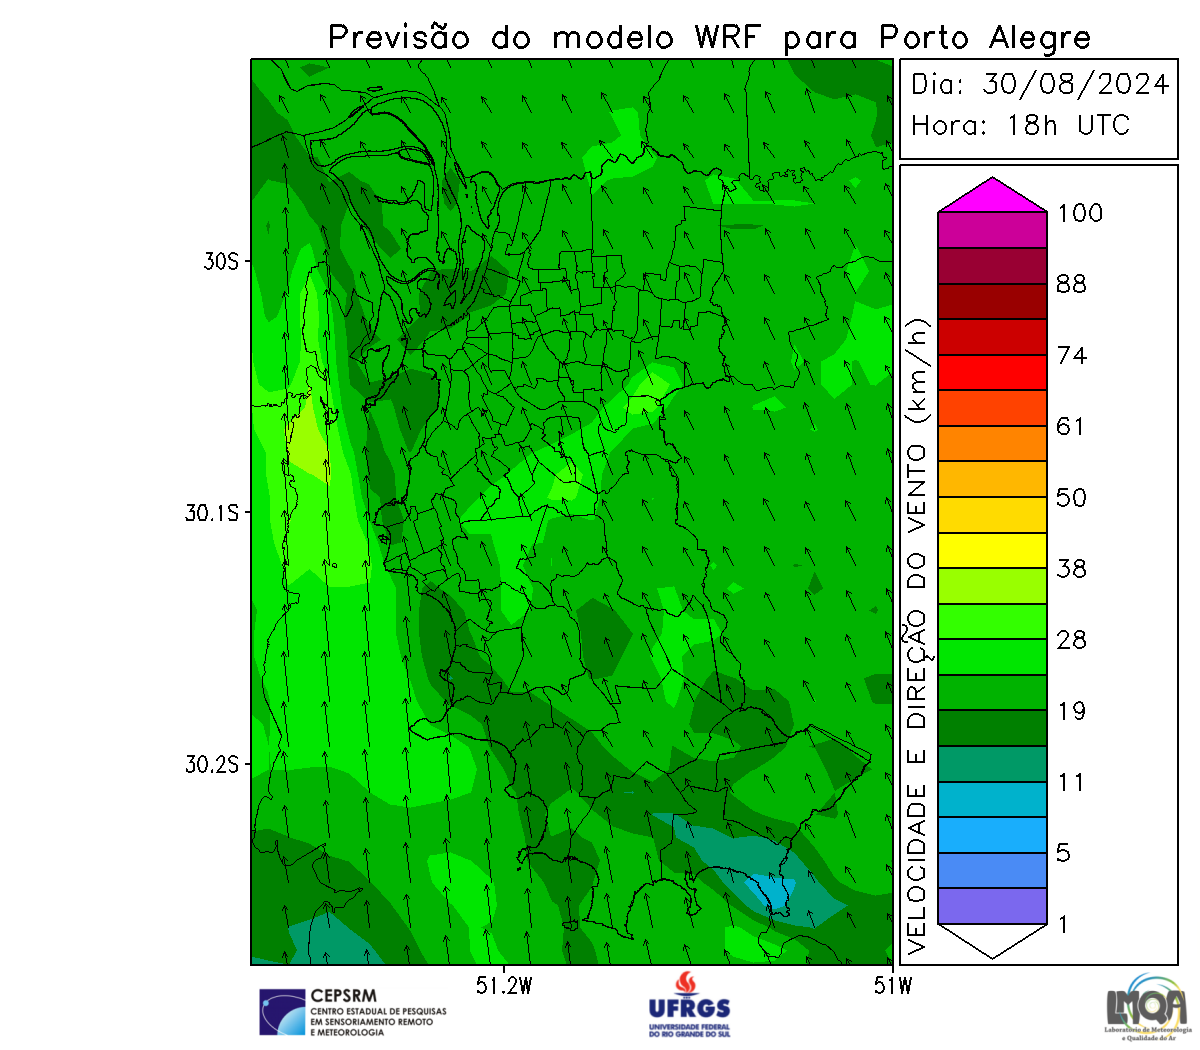 Previsão do modelo WRF para Porto Alegre
Dia: 30/08/2024
Hora: 18h UTC
30S
30.1S
30.2S
51.2W
51W
VELOCIDADE E DIREÇÃO DO VENTO (km/h)
100
88
74
61
50
38
28
19
11
5
1
CEPSRM
CENTRO ESTADUAL DE PESQUISAS
EM SENSORIAMENTO REMOTO
E METEOROLOGIA
UFRGS
UNIVERSIDADE FEDERAL
DO RIO GRANDE DO SUL
LMQA
Laboratório de Meteorologia
e Qualidade do Ar